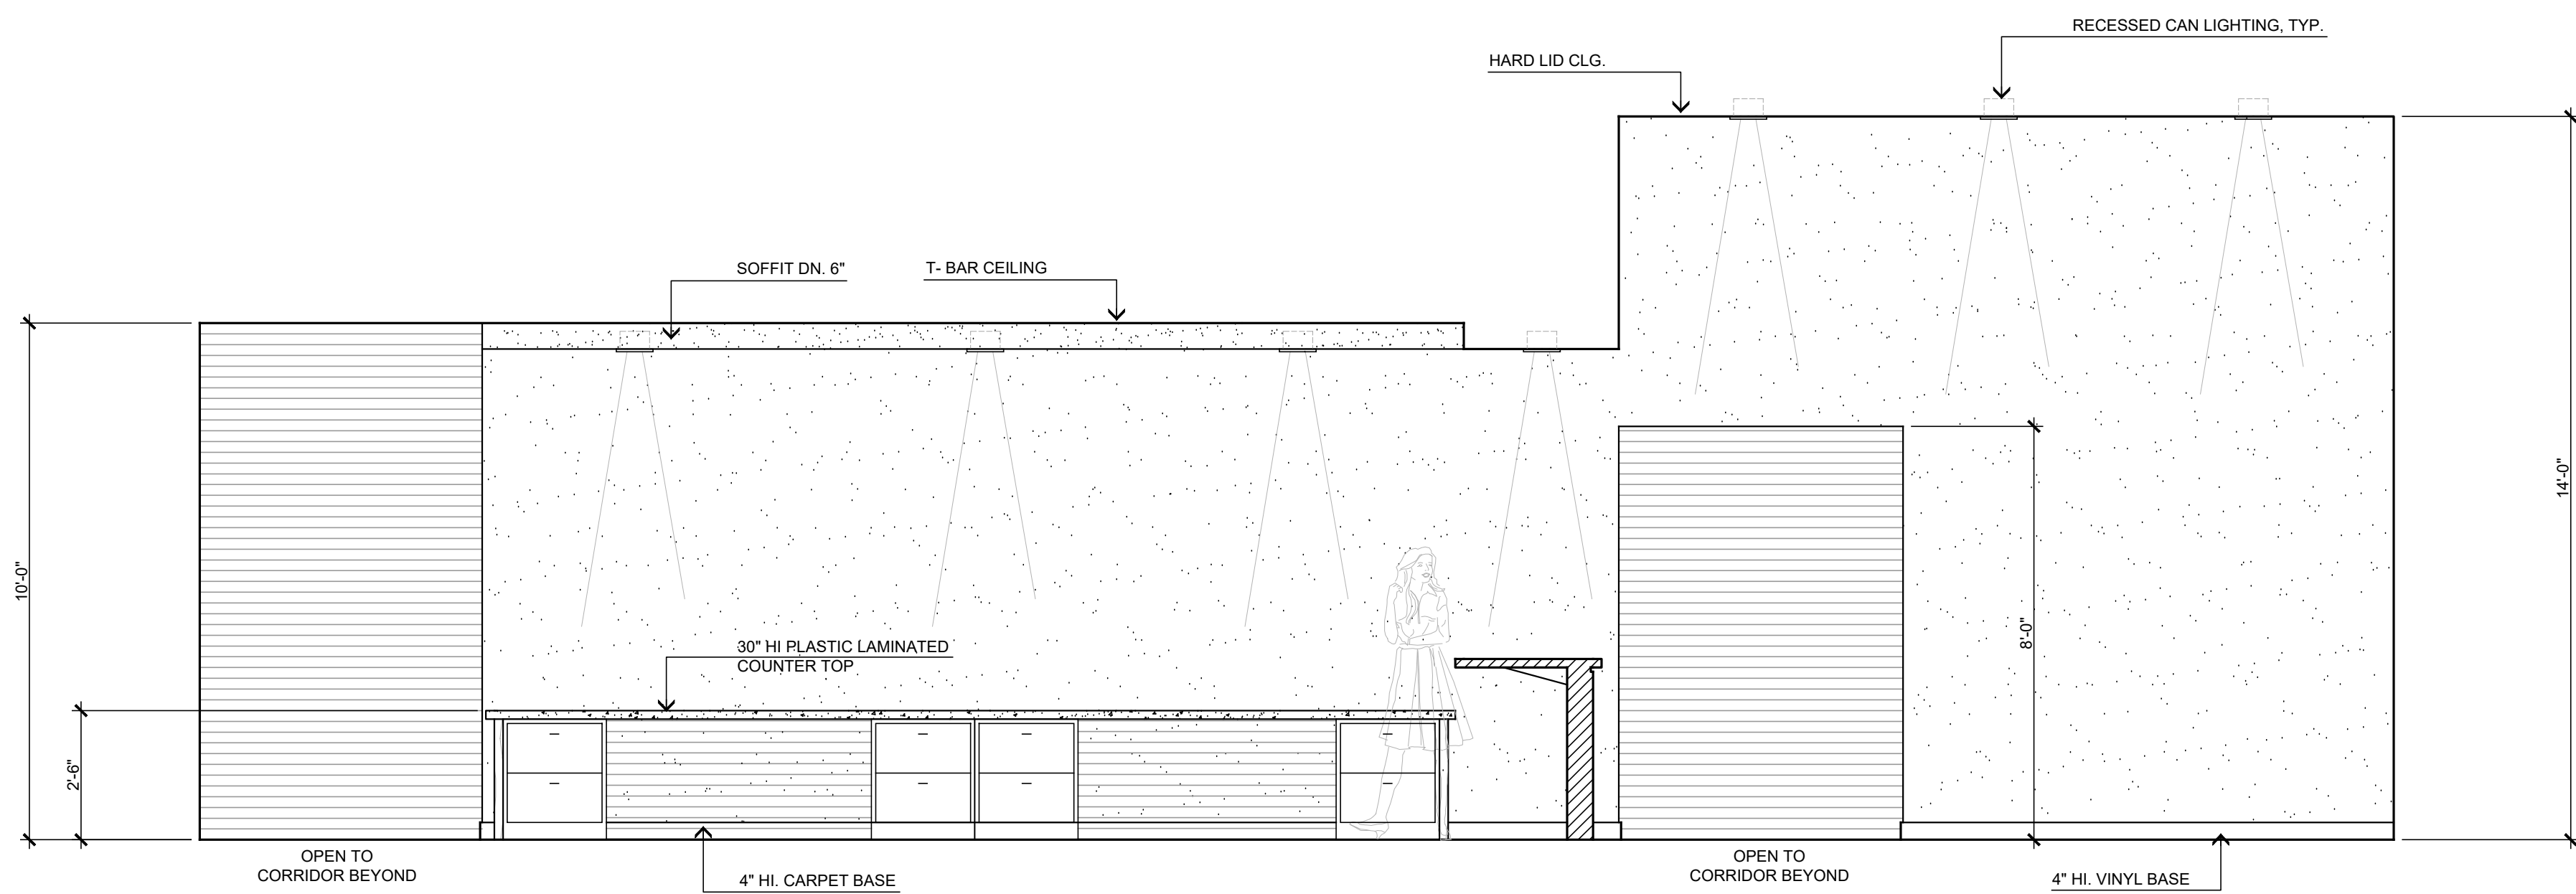 RECESSED CAN LIGHTING, TYP.
HARD LID CLG.
SOFFIT DN. 6"
T- BAR CEILING
10'-0"
14'-0"
8'-0"
30" HI PLASTIC LAMINATED
COUNTER TOP
2'-6"
OPEN TO
CORRIDOR BEYOND
4" HI. CARPET BASE
OPEN TO
CORRIDOR BEYOND
4" HI. VINYL BASE